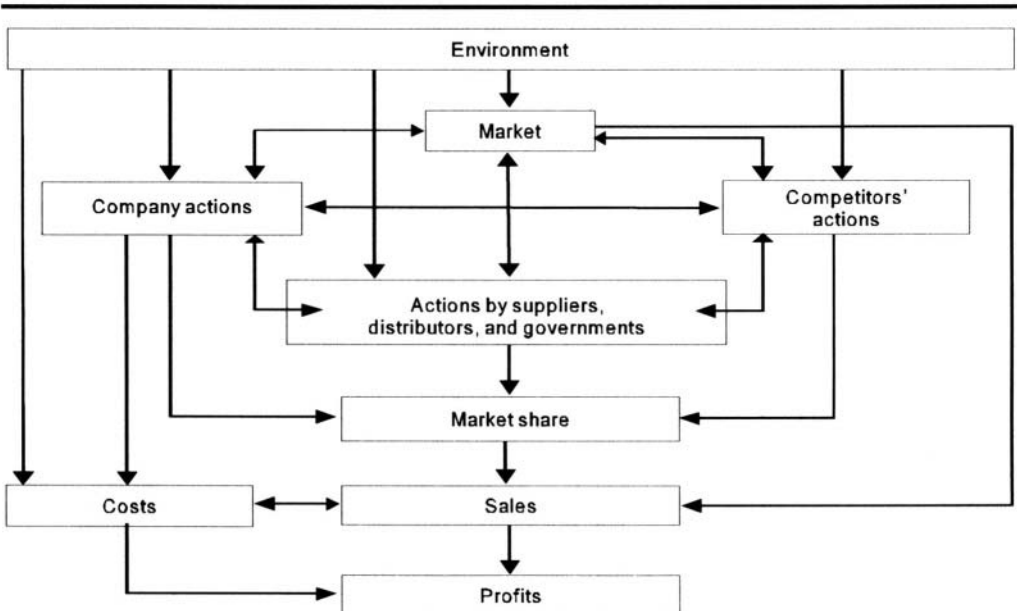 Environment
Market
Company actions
Competitors'
actions
Actions by suppliers,
distributors, and governments
Market share
Costs
Sales
Profits